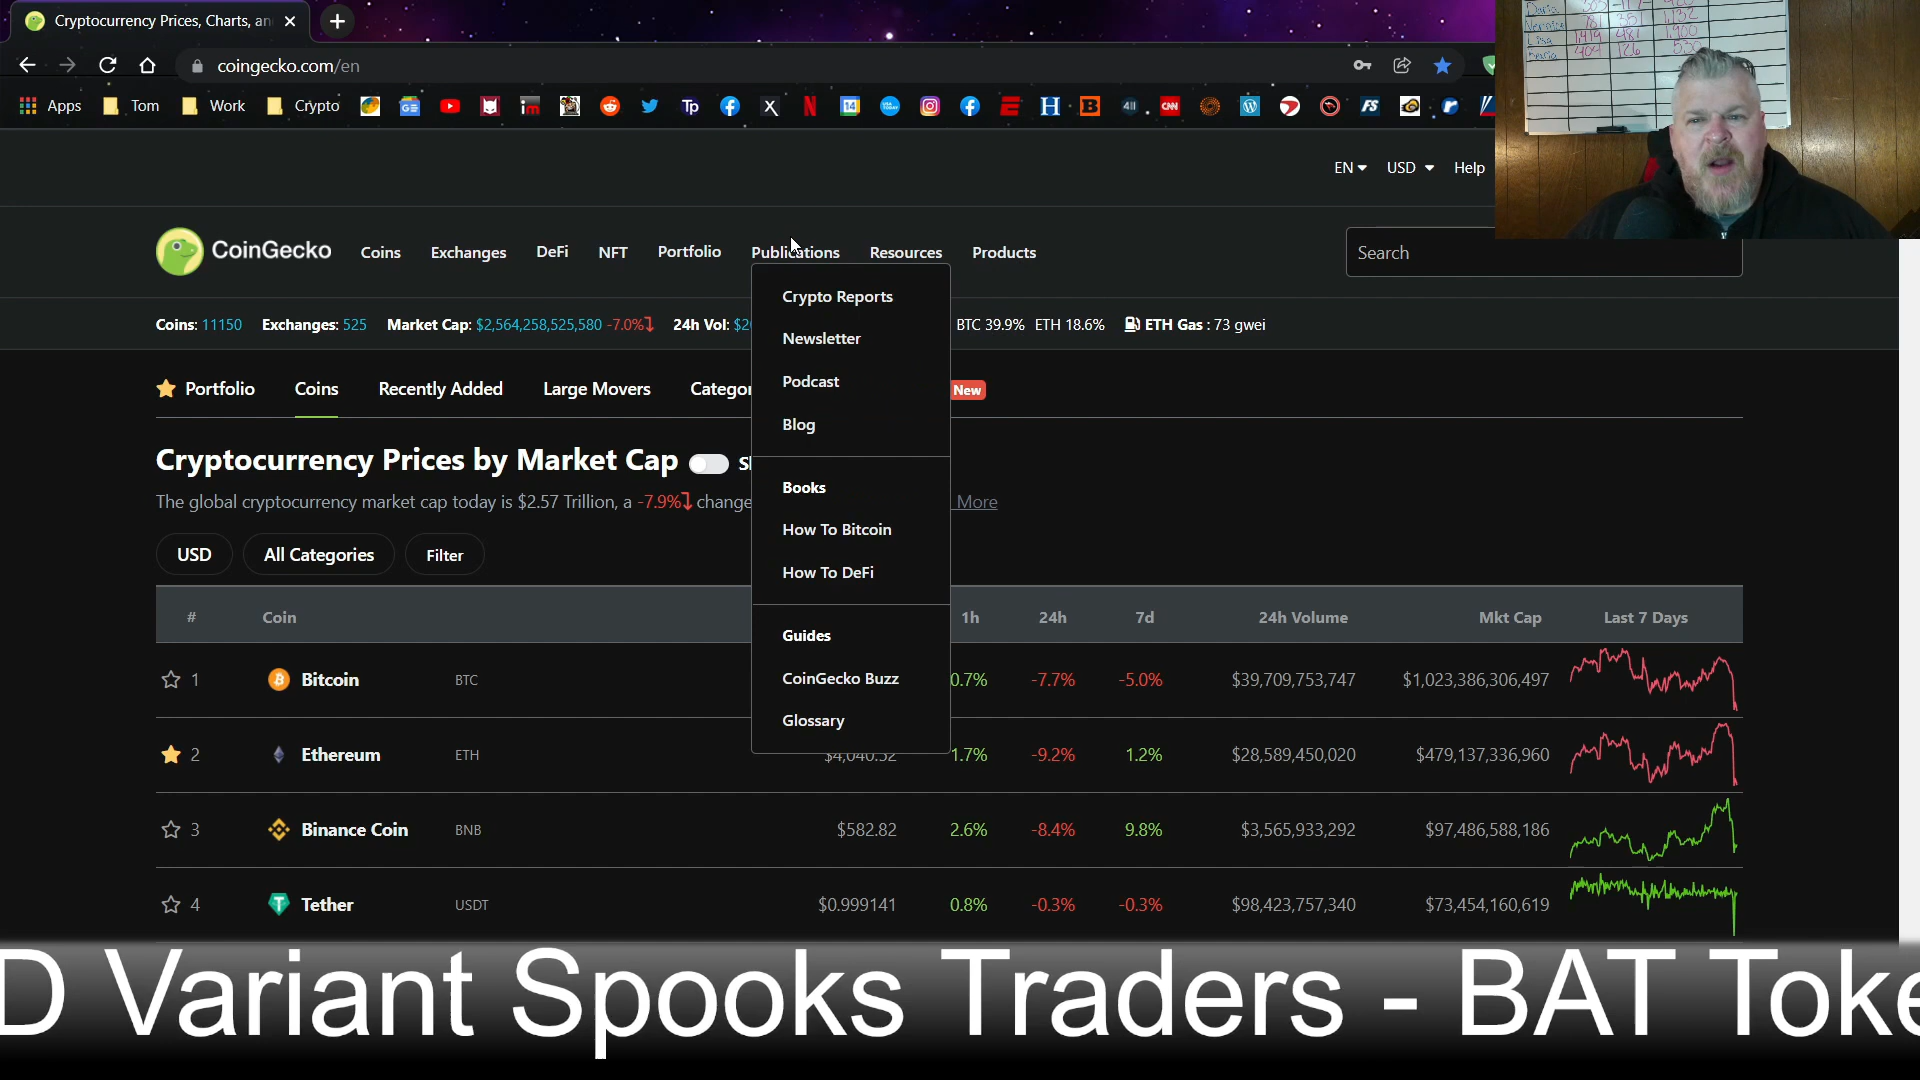 Cryptocurrency Prices, Charts, an
coingecko.com/en
Apps Tom Work Crypto
EN USD Help
CoinGecko Coins Exchanges DeFi NFT Portfolio Publications Resources Products
Search
Coins: 11150 Exchanges: 525 Market Cap: $2,564,258,525,580 -7.0% 24h Vol: $2 BTC 39.9% ETH 18.6% ETH Gas : 73 gwei
Crypto Reports
Newsletter
Podcast
Blog
Books
How To Bitcoin
How To DeFi
Guides
CoinGecko Buzz
Glossary
Portfolio Coins Recently Added Large Movers Categor New
Cryptocurrency Prices by Market Cap
The global cryptocurrency market cap today is $2.57 Trillion, a -7.9% change More
USD All Categories Filter
# Coin 1h 24h 7d 24h Volume Mkt Cap Last 7 Days
1 Bitcoin BTC 0.7% -7.7% -5.0% $39,709,753,747 $1,023,386,306,497
2 Ethereum ETH $4,040.52 1.7% -9.2% 1.2% $28,589,450,020 $479,137,336,960
3 Binance Coin BNB $582.82 2.6% -8.4% 9.8% $3,565,933,292 $97,486,588,186
4 Tether USDT $0.999141 0.8% -0.3% -0.3% $98,423,757,340 $73,454,160,619
D Variant Spooks Traders - BAT Toke